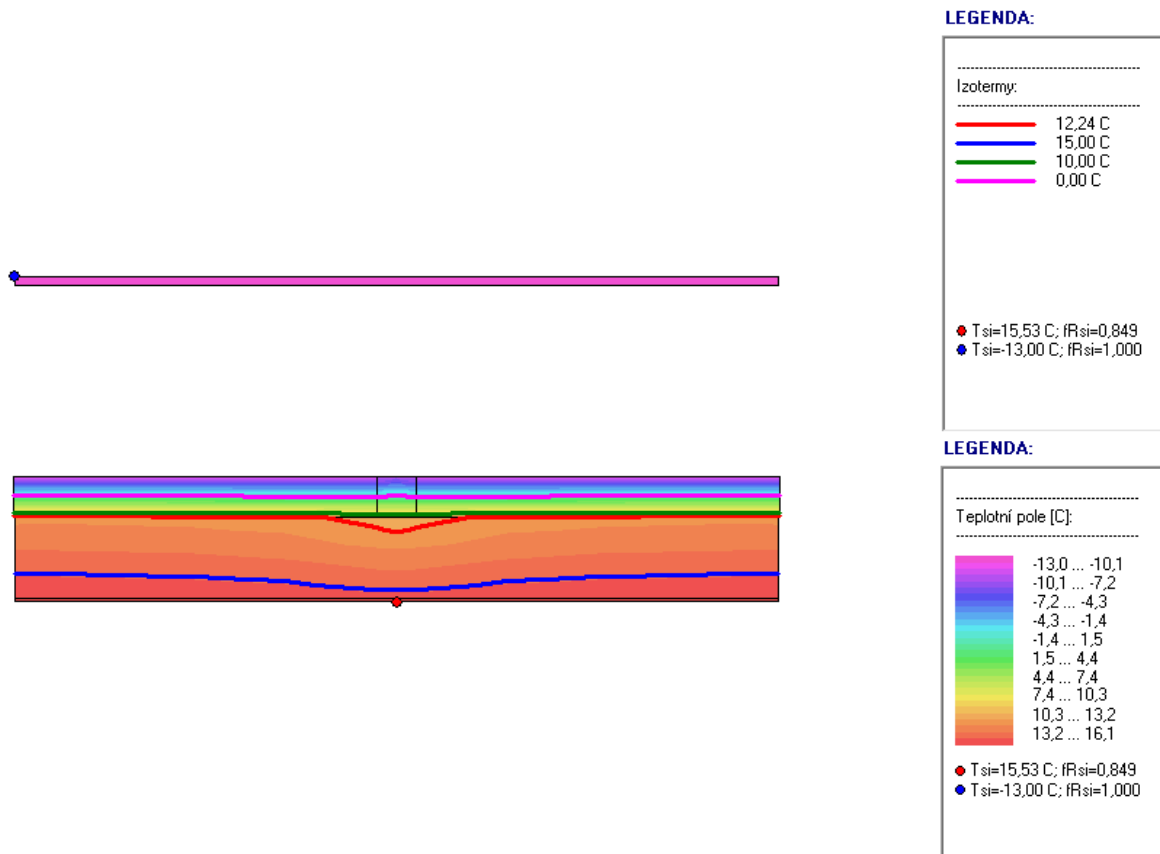 LEGENDA:
Izotermy:
12,24 C
15,00 C
10,00 C
0,00 C
Tsi=15,53 C; fRsi=0,849
Tsi=-13,00 C; fRsi=1,000
LEGENDA:
Teplotní pole [C]:
-13,0 ... -10,1
-10,1 ... -7,2
-7,2 ... -4,3
-4,3 ... -1,4
-1,4 ... 1,5
1,5 ... 4,4
4,4 ... 7,4
7,4 ... 10,3
10,3 ... 13,2
13,2 ... 16,1
Tsi=15,53 C; fRsi=0,849
Tsi=-13,00 C; fRsi=1,000